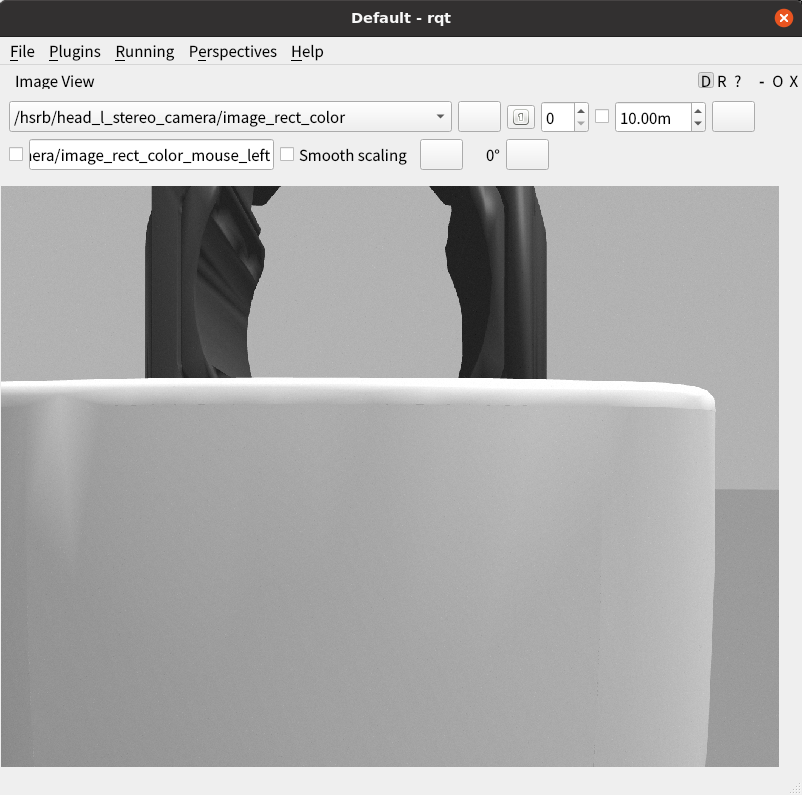 Default - rqt
File Plugins Running Perspectives Help
Image View D R ? - O X
/hsrb/head_l_stereo_camera/image_rect_color 0 10.00m
era/image_rect_color_mouse_left Smooth scaling 0°